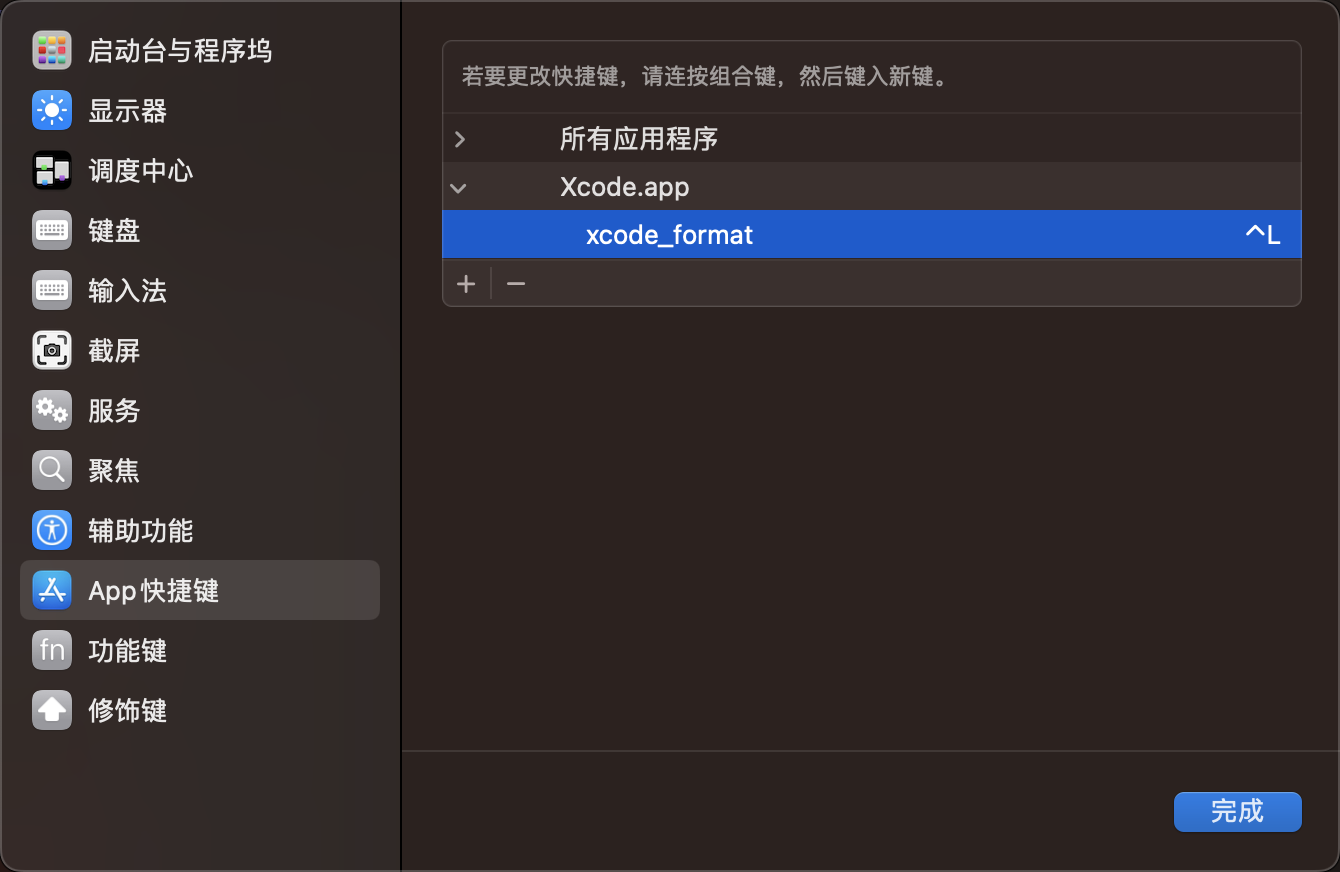 启动台与程序坞
显示器
调度中心
键盘
输入法
截屏
服务
聚焦
辅助功能
App快捷键
fn 功能键
修饰键
若要更改快捷键，请连按组合键，然后键入新键。
所有应用程序
Xcode.app
xcode_format ^L
完成